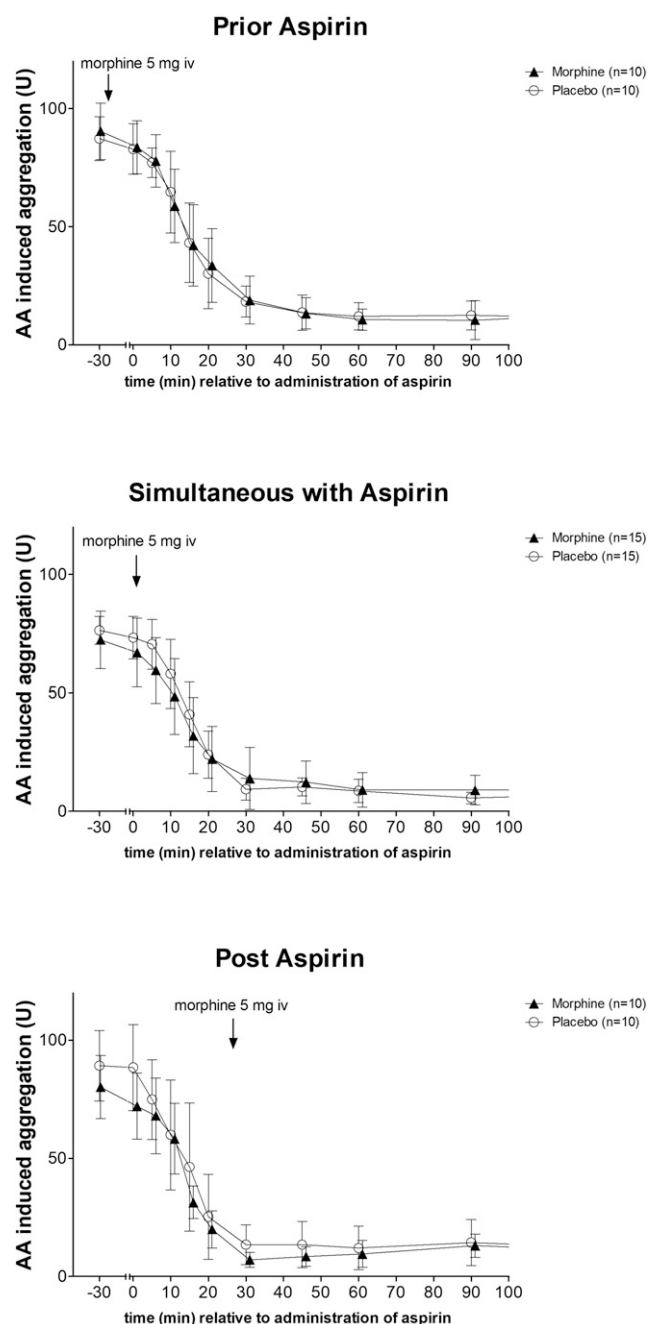 Prior Aspirin
morphine 5 mg iv
Morphine (n=10)
Placebo (n=10)
AA induced aggregation (U)
100
50
0
-30 0 10 20 30 40 50 60 70 80 90 100
time (min) relative to administration of aspirin
Simultaneous with Aspirin
morphine 5 mg iv
Morphine (n=15)
Placebo (n=15)
AA induced aggregation (U)
100
50
0
-30 0 10 20 30 40 50 60 70 80 90 100
time (min) relative to administration of aspirin
Post Aspirin
morphine 5 mg iv
Morphine (n=10)
Placebo (n=10)
AA induced aggregation (U)
100
50
0
-30 0 10 20 30 40 50 60 70 80 90 100
time (min) relative to administration of aspirin